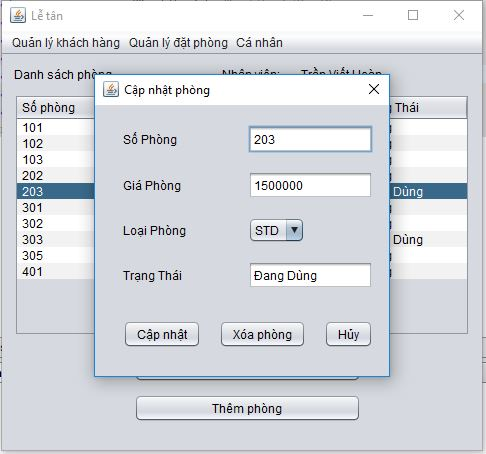 Lễ tân
Quản lý khách hàng Quản lý đặt phòng Cá nhân
Danh sách phòng Nhân viên: Trần Viết Hoàn
Cập nhật phòng
Số phòng Thái
101
102
103
202
203 Dùng
301
302
303 Dùng
305
401
Số Phòng 203
Giá Phòng 1500000
Loại Phòng STD
Trạng Thái Đang Dùng
Cập nhật Xóa phòng Hủy
Thêm phòng